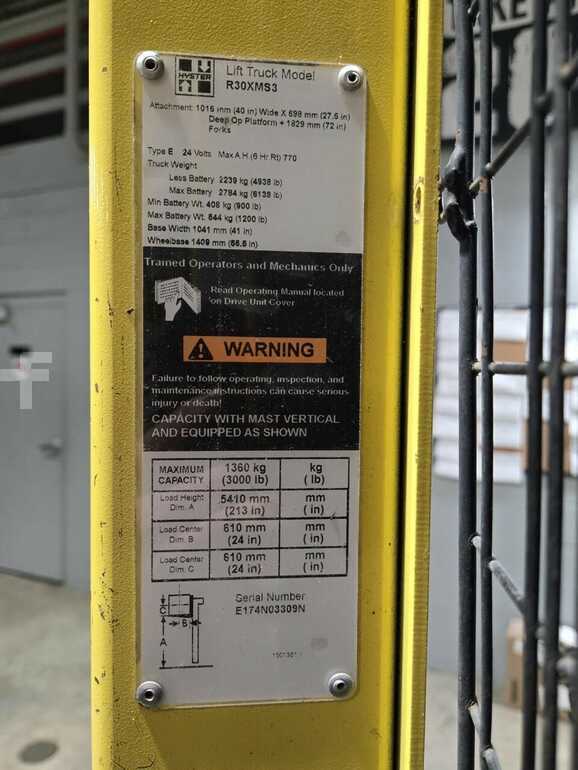 HYSTER
Lift Truck Model
R30XMS3
Attachment: 1016 mm (40 in) Wide X 698 mm (27.5 in)
Deep Op Platform + 1829 mm (72 in)
Forks
Type E 24 Volts Max A.H. (6 Hr Rt) 770
Truck Weight
Less Battery 2239 kg (4938 lb)
Max Battery 2784 kg (6138 lb)
Min Battery Wt. 408 kg (900 lb)
Max Battery Wt. 544 kg (1200 lb)
Base Width 1041 mm (41 in)
Wheelbase 1409 mm (55.5 in)
Trained Operators and Mechanics Only
Read Operating Manual located
on Drive Unit Cover
WARNING
Failure to follow operating, inspection, and
maintenance instructions can cause serious
injury or death!
CAPACITY WITH MAST VERTICAL
AND EQUIPPED AS SHOWN
MAXIMUM 1360 kg kg
CAPACITY (3000 lb) ( lb)
Load Height 5410 mm mm
Dim. A (213 in) ( in)
Load Center 610 mm mm
Dim. B (24 in) ( in)
Load Center 610 mm mm
Dim. C (24 in) ( in)
C
B
A
Serial Number
E174N03309N